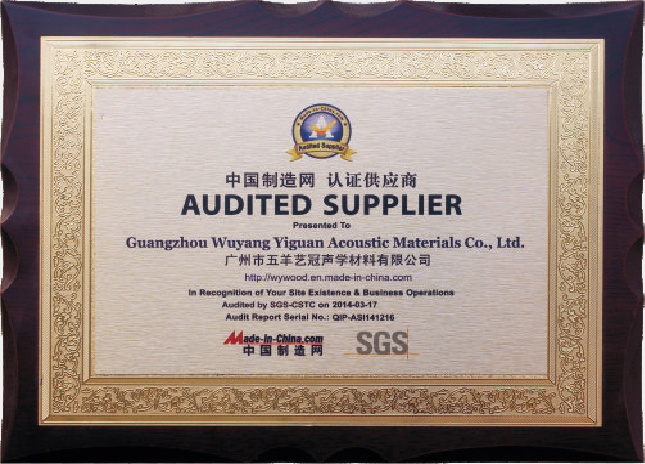 Made-in-China.com
Audited Supplier
中国制造网 认证供应商
AUDITED SUPPLIER
Presented To
Guangzhou Wuyang Yiguan Acoustic Materials Co., Ltd.
广州市五羊艺冠声学材料有限公司
http://wywood.en.made-in-china.com
In Recognition of Your Site Existence & Business Operations
Audited by SGS-CSTC on 2014-03-17
Audit Report Serial No.: QIP-ASI141216
Made-in-China.com
中国制造网
SGS